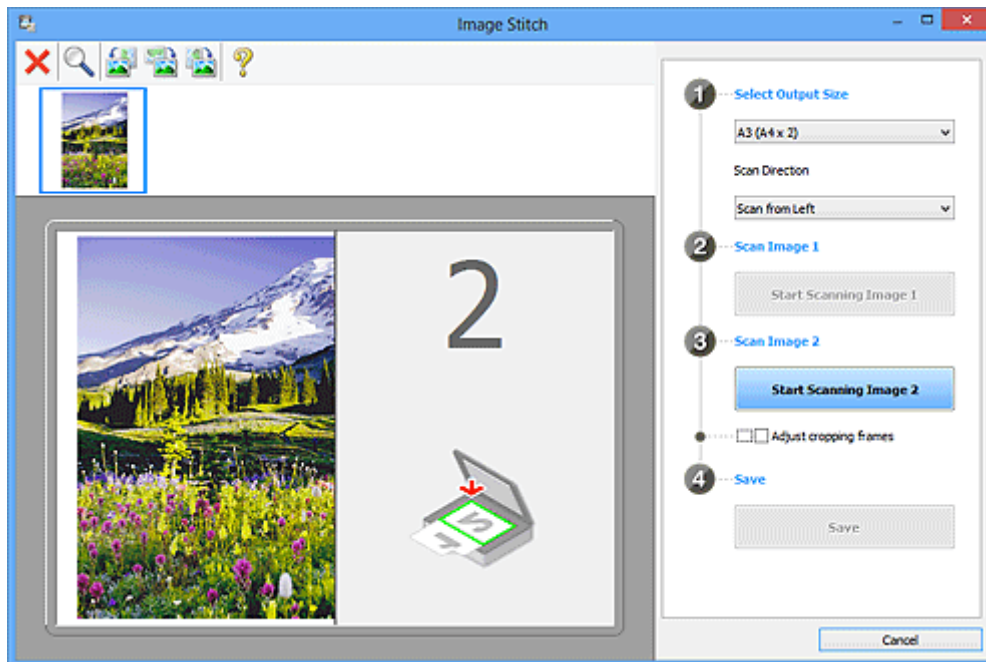 Image Stitch
1 Select Output Size
A3 (A4 x 2)
Scan Direction
Scan from Left
2 Scan Image 1
Start Scanning Image 1
3 Scan Image 2
Start Scanning Image 2
Adjust cropping frames
4 Save
Save
Cancel
2